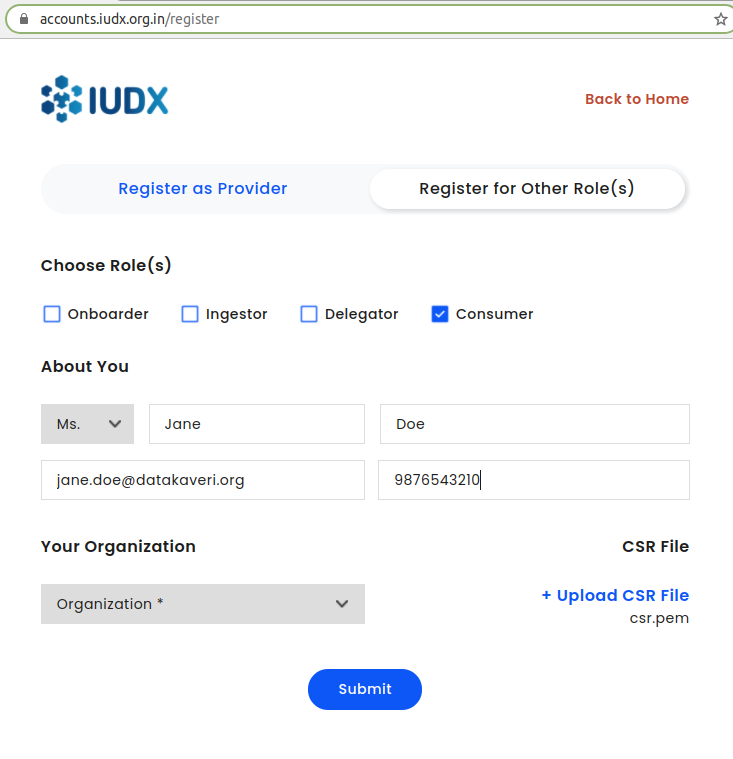 accounts.iudx.org.in/register
IUDX
Back to Home
Register as Provider
Register for Other Role(s)
Choose Role(s)
Onboarder Ingestor Delegator Consumer
About You
Ms. Jane Doe
jane.doe@datakaveri.org 9876543210
Your Organization CSR File
Organization * + Upload CSR File
csr.pem
Submit